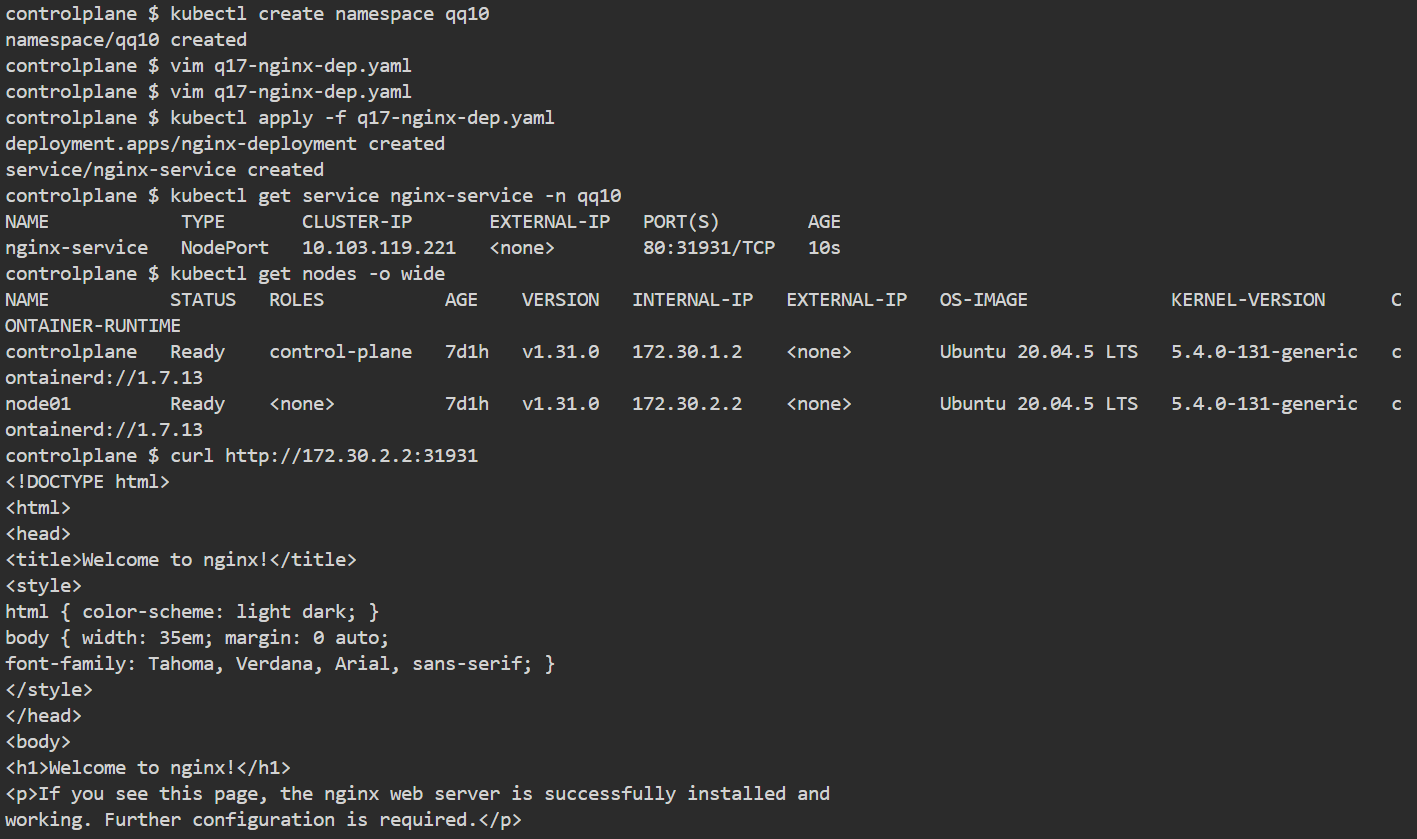 controlplane $ kubectl create namespace qq10
namespace/qq10 created
controlplane $ vim q17-nginx-dep.yaml
controlplane $ vim q17-nginx-dep.yaml
controlplane $ kubectl apply -f q17-nginx-dep.yaml
deployment.apps/nginx-deployment created
service/nginx-service created
controlplane $ kubectl get service nginx-service -n qq10
NAME            TYPE       CLUSTER-IP       EXTERNAL-IP   PORT(S)        AGE
nginx-service   NodePort   10.103.119.221   <none>        80:31931/TCP   10s
controlplane $ kubectl get nodes -o wide
NAME           STATUS   ROLES           AGE    VERSION   INTERNAL-IP   EXTERNAL-IP   OS-IMAGE             KERNEL-VERSION      C
ONTAINER-RUNTIME
controlplane   Ready    control-plane   7d1h   v1.31.0   172.30.1.2    <none>        Ubuntu 20.04.5 LTS   5.4.0-131-generic   c
ontainerd://1.7.13
node01         Ready    <none>          7d1h   v1.31.0   172.30.2.2    <none>        Ubuntu 20.04.5 LTS   5.4.0-131-generic   c
ontainerd://1.7.13
controlplane $ curl http://172.30.2.2:31931
<!DOCTYPE html>
<html>
<head>
<title>Welcome to nginx!</title>
<style>
html { color-scheme: light dark; }
body { width: 35em; margin: 0 auto;
font-family: Tahoma, Verdana, Arial, sans-serif; }
</style>
</head>
<body>
<h1>Welcome to nginx!</h1>
<p>If you see this page, the nginx web server is successfully installed and
working. Further configuration is required.</p>